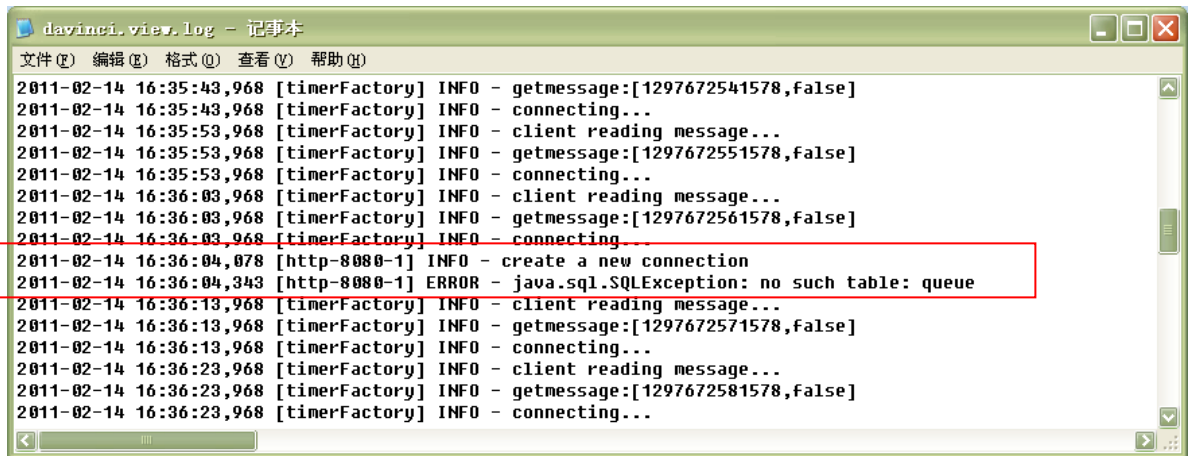 davinci.view.log - 记事本
文件(F) 编辑(E) 格式(O) 查看(V) 帮助(H)
2011-02-14 16:35:43,968 [timerFactory] INFO - getmessage:[1297672541578,false]
2011-02-14 16:35:43,968 [timerFactory] INFO - connecting...
2011-02-14 16:35:53,968 [timerFactory] INFO - client reading message...
2011-02-14 16:35:53,968 [timerFactory] INFO - getmessage:[1297672551578,false]
2011-02-14 16:35:53,968 [timerFactory] INFO - connecting...
2011-02-14 16:36:03,968 [timerFactory] INFO - client reading message...
2011-02-14 16:36:03,968 [timerFactory] INFO - getmessage:[1297672561578,false]
2011-02-14 16:36:03,968 [timerFactory] INFO - connecting...
2011-02-14 16:36:04,078 [http-8080-1] INFO - create a new connection
2011-02-14 16:36:04,343 [http-8080-1] ERROR - java.sql.SQLException: no such table: queue
2011-02-14 16:36:13,968 [timerFactory] INFO - client reading message...
2011-02-14 16:36:13,968 [timerFactory] INFO - getmessage:[1297672571578,false]
2011-02-14 16:36:13,968 [timerFactory] INFO - connecting...
2011-02-14 16:36:23,968 [timerFactory] INFO - client reading message...
2011-02-14 16:36:23,968 [timerFactory] INFO - getmessage:[1297672581578,false]
2011-02-14 16:36:23,968 [timerFactory] INFO - connecting...